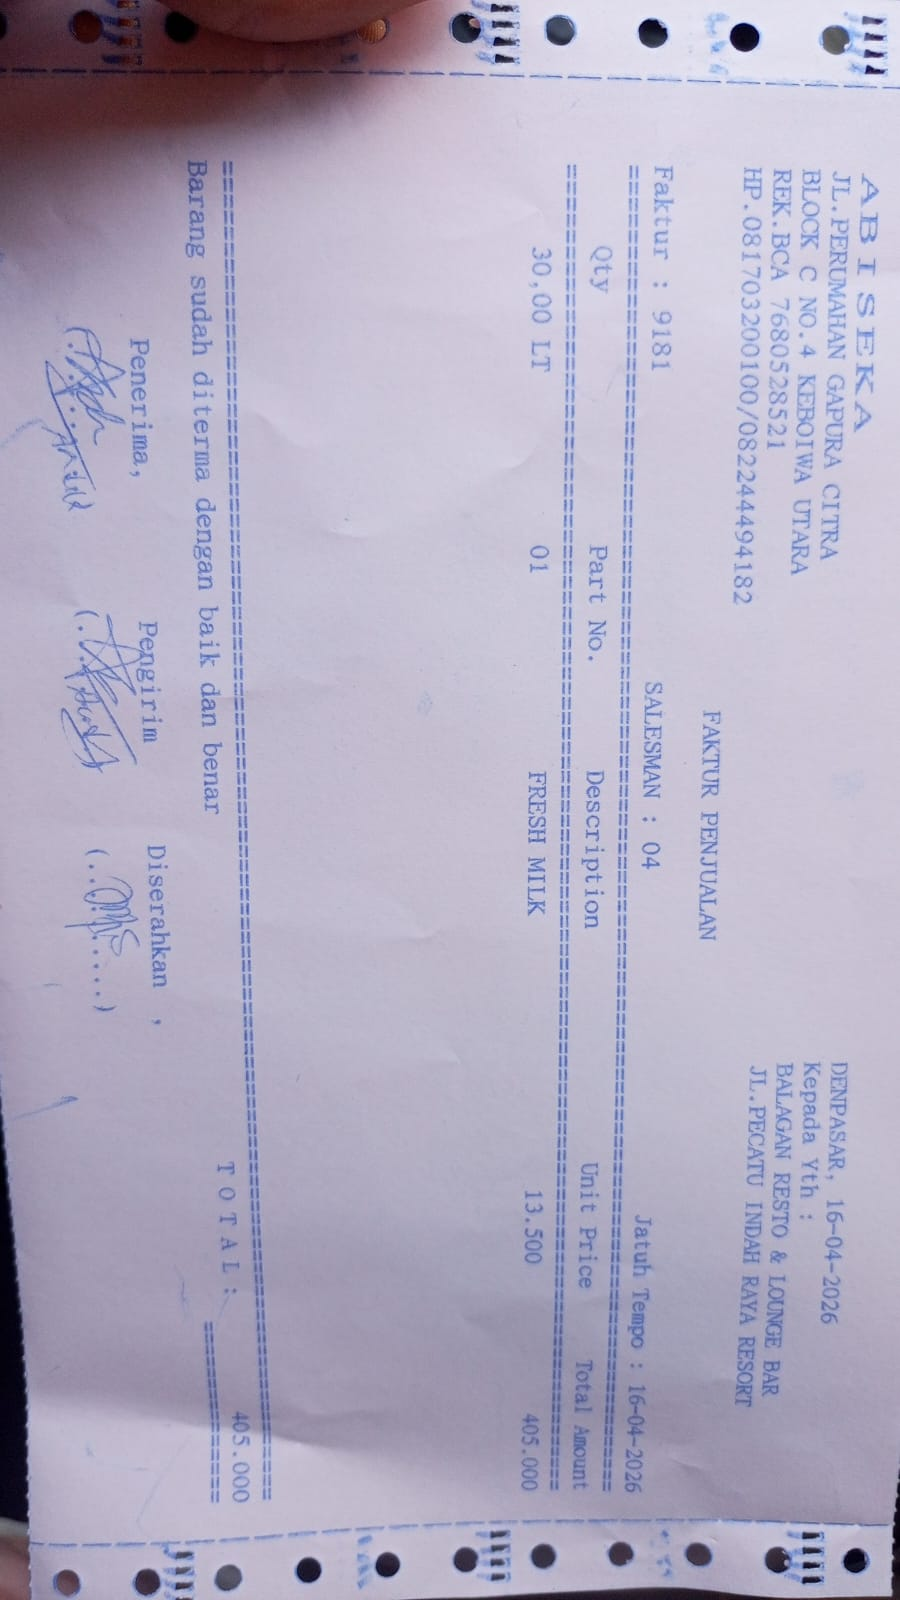 A B I S E K A
JL.PERUMAHAN GAPURA CITRA
BLOCK C NO.4 KEBOIWA UTARA
REK.BCA 7680528521
HP.081703200100/082244494182
DENPASAR, 16-04-2026
Kepada Yth :
BALAGAN RESTO & LOUNGE BAR
JL.PECATU INDAH RAYA RESORT
FAKTUR PENJUALAN
Faktur : 9181 SALESMAN : 04 Jatuh Tempo : 16-04-2026
Qty Part No. Description Unit Price Total Amount
30,00 LT 01 FRESH MILK 13.500 405.000
T O T A L : 405.000
Barang sudah diterma dengan baik dan benar
Penerima, Pengirim Diserahkan ,